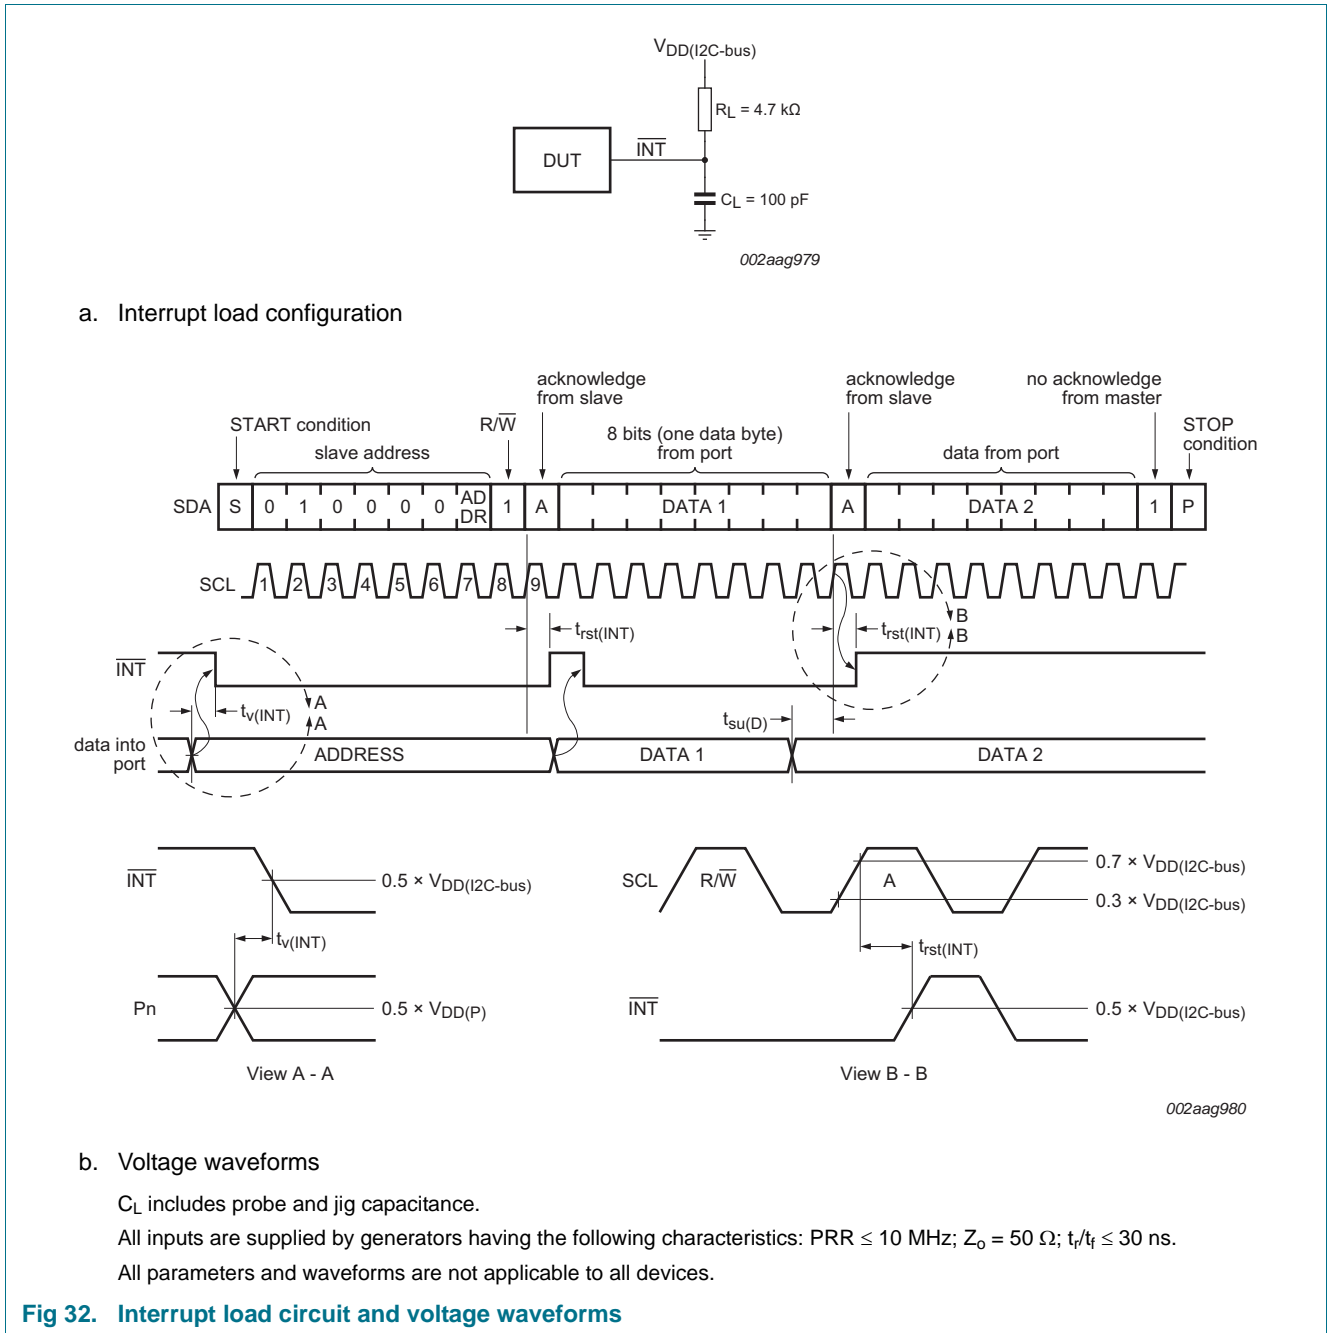 VDD(I2C-bus)
RL = 4.7 kΩ
DUT
INT
CL = 100 pF
002aag979
a. Interrupt load configuration
acknowledge
from slave
acknowledge
from slave
no acknowledge
from master
START condition
R/W
8 bits (one data byte)
from port
STOP
condition
slave address
data from port
SDA S 0 1 0 0 0 0 AD DR 1 A DATA 1 A DATA 2 1 P
SCL 1 2 3 4 5 6 7 8 9
B
B
trst(INT)
trst(INT)
INT
tv(INT)
A
A
tsu(D)
data into
port
ADDRESS
DATA 1
DATA 2
INT
0.5 × VDD(I2C-bus)
tv(INT)
Pn
0.5 × VDD(P)
View A - A
SCL
R/W
A
0.7 × VDD(I2C-bus)
0.3 × VDD(I2C-bus)
trst(INT)
INT
0.5 × VDD(I2C-bus)
View B - B
002aag980
b. Voltage waveforms
CL includes probe and jig capacitance.
All inputs are supplied by generators having the following characteristics: PRR ≤ 10 MHz; Zo = 50 Ω; tr/tf ≤ 30 ns.
All parameters and waveforms are not applicable to all devices.
Fig 32. Interrupt load circuit and voltage waveforms